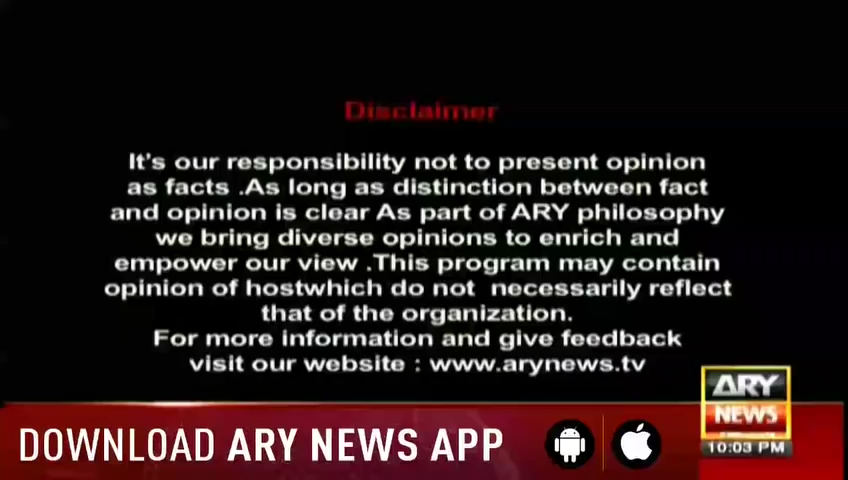 Disclaimer
It's our responsibility not to present opinion
as facts .As long as distinction between fact
and opinion is clear As part of ARY philosophy
we bring diverse opinions to enrich and
empower our view .This program may contain
opinion of hostwhich do not necessarily reflect
that of the organization.
For more information and give feedback
visit our website : www.arynews.tv
ARY
NEWS
10:03 PM
DOWNLOAD ARY NEWS APP